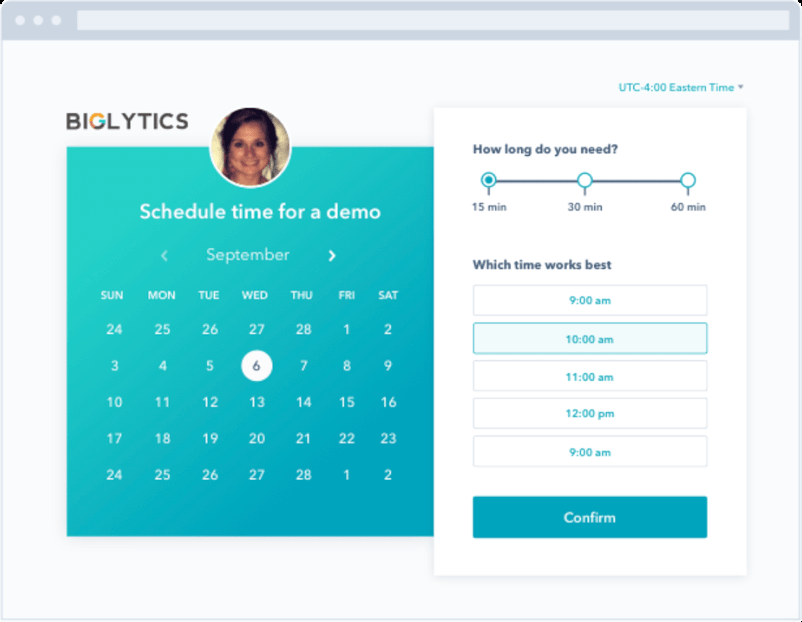 UTC-4:00 Eastern Time
BIGLYTICS
Schedule time for a demo
September
SUN MON TUE WED THU FRI SAT
24 25 26 27 28 1 2
3 4 5 6 7 8 9
10 11 12 13 14 15 16
17 18 19 20 21 22 23
24 25 26 27 28 1 2
How long do you need?
15 min 30 min 60 min
Which time works best
9:00 am
10:00 am
11:00 am
12:00 pm
9:00 am
Confirm